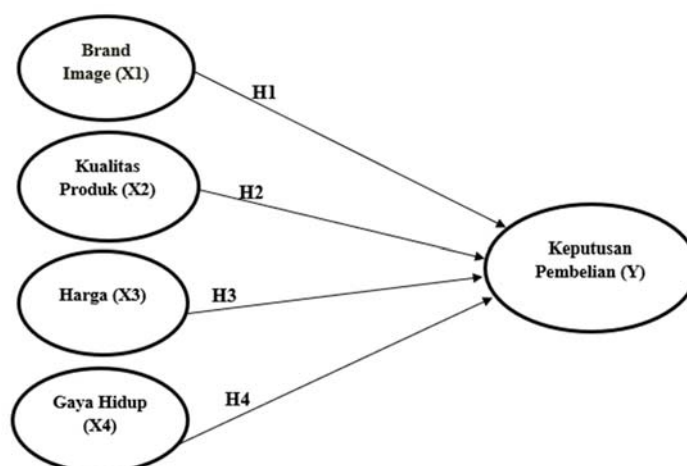 Brand
Image (X1)
H1
Kualitas
Produk (X2)
H2
Keputusan
Pembelian (Y)
Harga (X3)
H3
Gaya Hidup
(X4)
H4